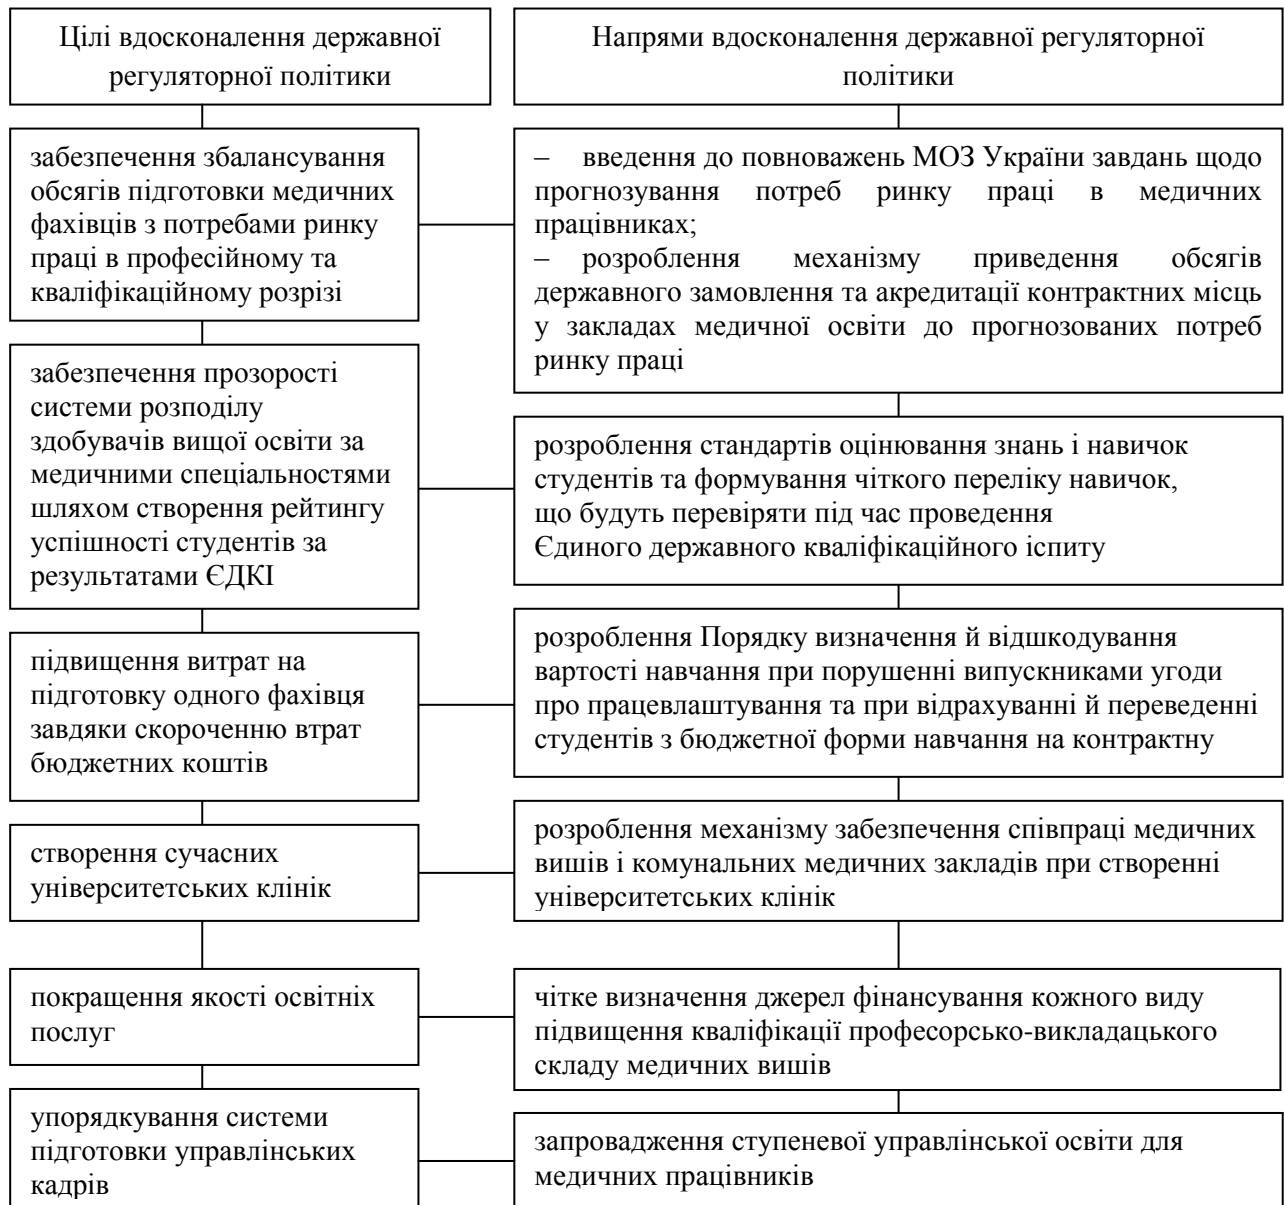 Цілі вдосконалення державної
регуляторної політики
Напрями вдосконалення державної регуляторної
політики
забезпечення збалансування
обсягів підготовки медичних
фахівців з потребами ринку
праці в професійному та
кваліфікаційному розрізі
– введення до повноважень МОЗ України завдань щодо
прогнозування потреб ринку праці в медичних
працівниках;
– розроблення механізму приведення обсягів
державного замовлення та акредитації контрактних місць
у закладах медичної освіти до прогнозованих потреб
ринку праці
забезпечення прозорості
системи розподілу
здобувачів вищої освіти за
медичними спеціальностями
шляхом створення рейтингу
успішності студентів за
результатами ЄДКІ
розроблення стандартів оцінювання знань і навичок
студентів та формування чіткого переліку навичок,
що будуть перевіряти під час проведення
Єдиного державного кваліфікаційного іспиту
підвищення витрат на
підготовку одного фахівця
завдяки скороченню втрат
бюджетних коштів
розроблення Порядку визначення й відшкодування
вартості навчання при порушенні випускниками угоди
про працевлаштування та при відрахуванні й переведенні
студентів з бюджетної форми навчання на контрактну
створення сучасних
університетських клінік
розроблення механізму забезпечення співпраці медичних
вишів і комунальних медичних закладів при створенні
університетських клінік
покращення якості освітніх
послуг
чітке визначення джерел фінансування кожного виду
підвищення кваліфікації професорсько-викладацького
складу медичних вишів
упорядкування системи
підготовки управлінських
кадрів
запровадження ступеневої управлінської освіти для
медичних працівників